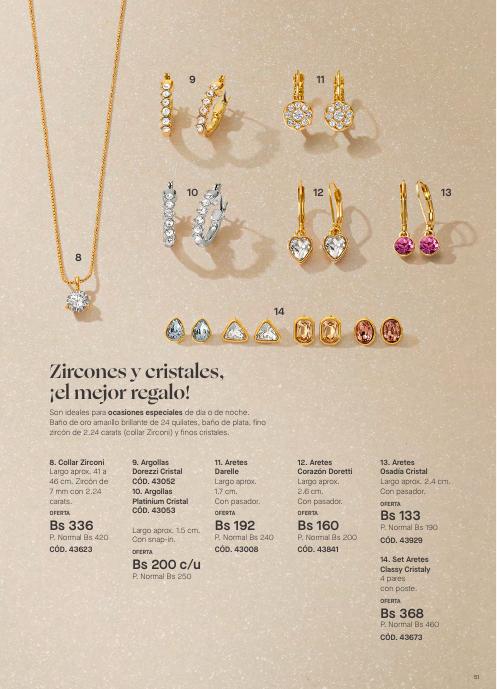 9
11
10
12
13
8
14
Zircones y cristales,
¡el mejor regalo!
Son ideales para ocasiones especiales de día o de noche.
Baño de oro amarillo brillante de 24 quilates, baño de plata, fino
zircón de 2.24 carats (collar Zirconi) y finos cristales.
8. Collar Zirconi
Largo aprox. 41 a
46 cm. Zircón de
7 mm con 2.24
carats.
OFERTA
Bs 336
P. Normal Bs 420
CÓD. 43623
9. Argollas
Dorezzi Cristal
CÓD. 43052
10. Argollas
Platinium Cristal
CÓD. 43053
Largo aprox. 1.5 cm.
Con snap-in.
OFERTA
Bs 200 c/u
P. Normal Bs 250
11. Aretes
Darelle
Largo aprox.
1.7 cm.
Con pasador.
OFERTA
Bs 192
P. Normal Bs 240
CÓD. 43008
12. Aretes
Corazón Doretti
Largo aprox.
2.6 cm.
Con pasador.
OFERTA
Bs 160
P. Normal Bs 200
CÓD. 43841
13. Aretes
Osadía Cristal
Largo aprox. 2.4 cm.
Con pasador.
OFERTA
Bs 133
P. Normal Bs 190
CÓD. 43929
14. Set Aretes
Classy Cristaly
4 pares
con poste.
OFERTA
Bs 368
P. Normal Bs 460
CÓD. 43673